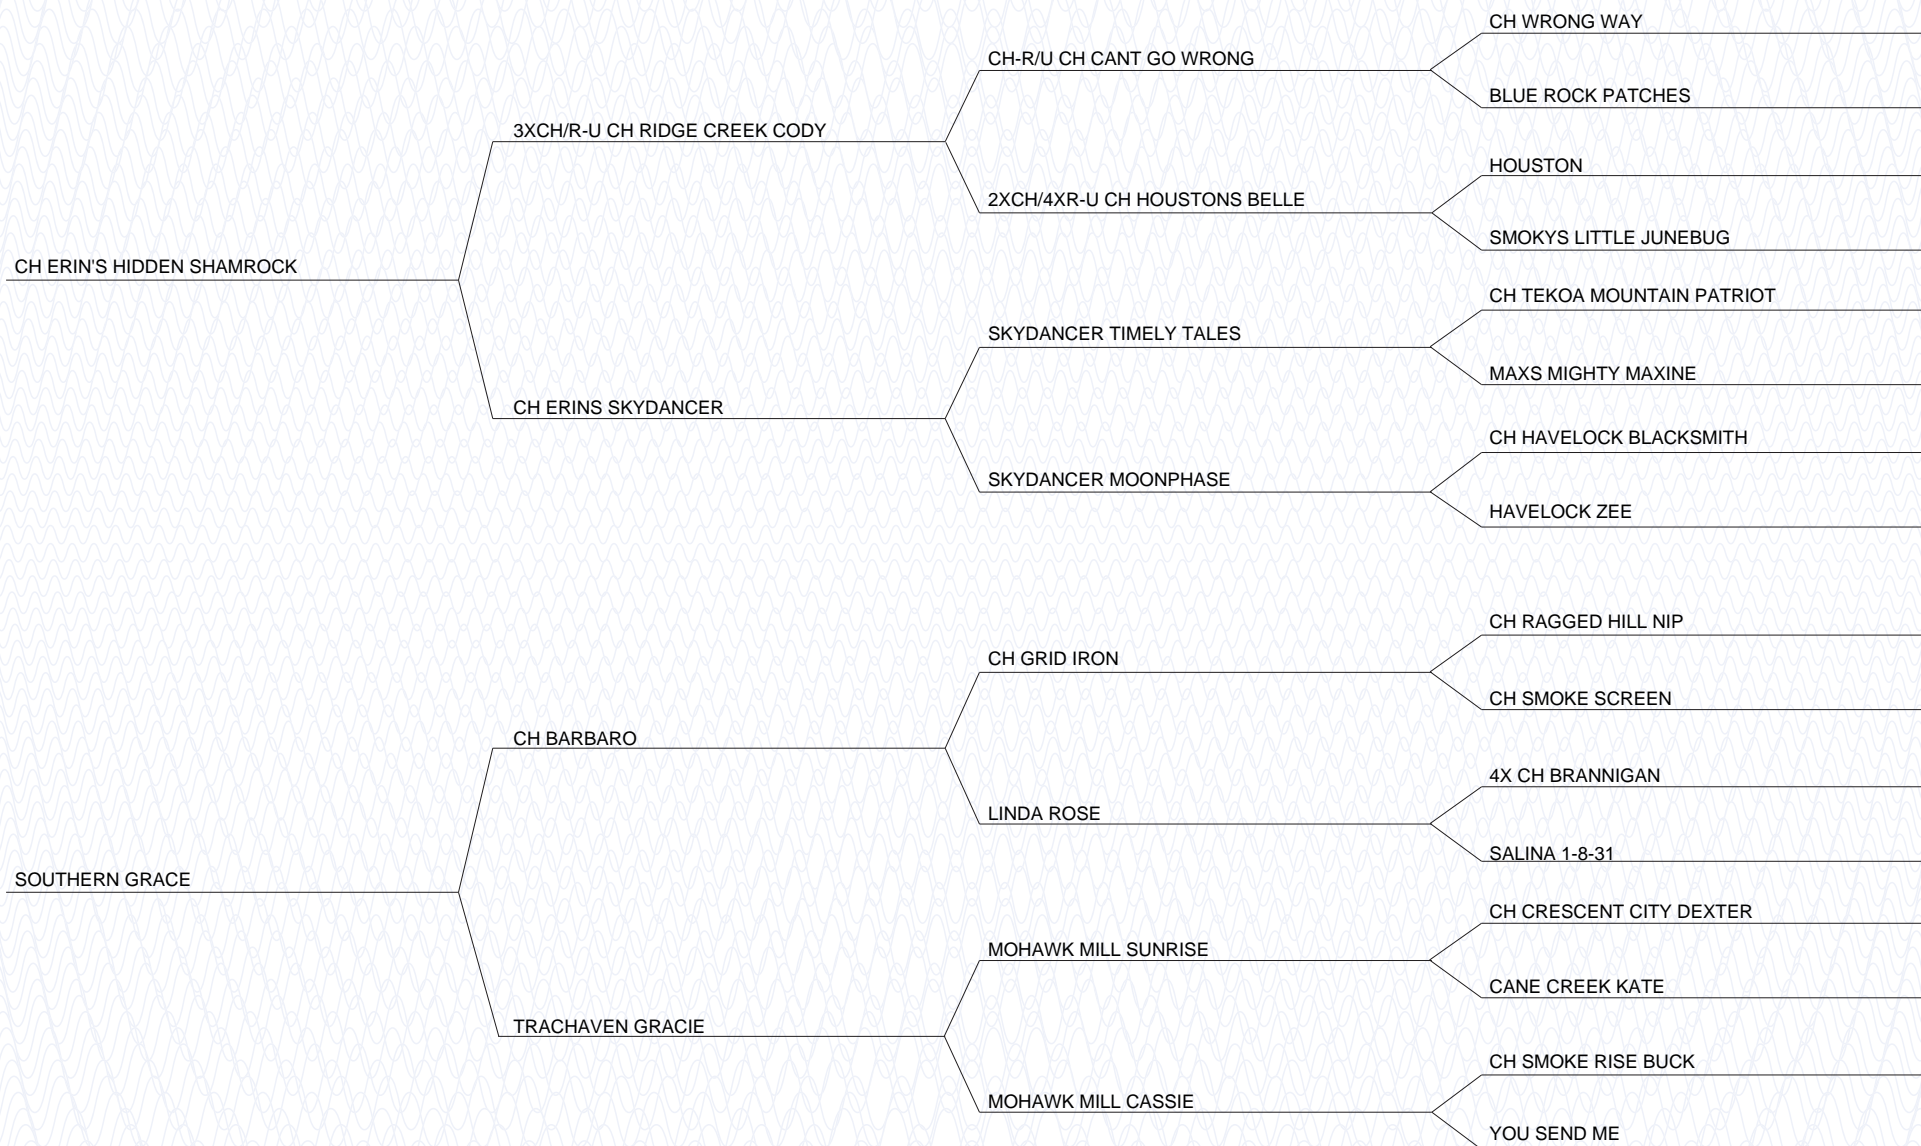 CH WRONG WAY
CH-R/U CH CANT GO WRONG
BLUE ROCK PATCHES
3XCH/R-U CH RIDGE CREEK CODY
HOUSTON
2XCH/4XR-U CH HOUSTONS BELLE
SMOKYS LITTLE JUNEBUG
CH ERIN'S HIDDEN SHAMROCK
CH TEKOA MOUNTAIN PATRIOT
SKYDANCER TIMELY TALES
MAXS MIGHTY MAXINE
CH ERINS SKYDANCER
CH HAVELOCK BLACKSMITH
SKYDANCER MOONPHASE
HAVELOCK ZEE
CH RAGGED HILL NIP
CH GRID IRON
CH SMOKE SCREEN
CH BARBARO
4X CH BRANNIGAN
LINDA ROSE
SALINA 1-8-31
SOUTHERN GRACE
CH CRESCENT CITY DEXTER
MOHAWK MILL SUNRISE
CANE CREEK KATE
TRACHAVEN GRACIE
CH SMOKE RISE BUCK
MOHAWK MILL CASSIE
YOU SEND ME